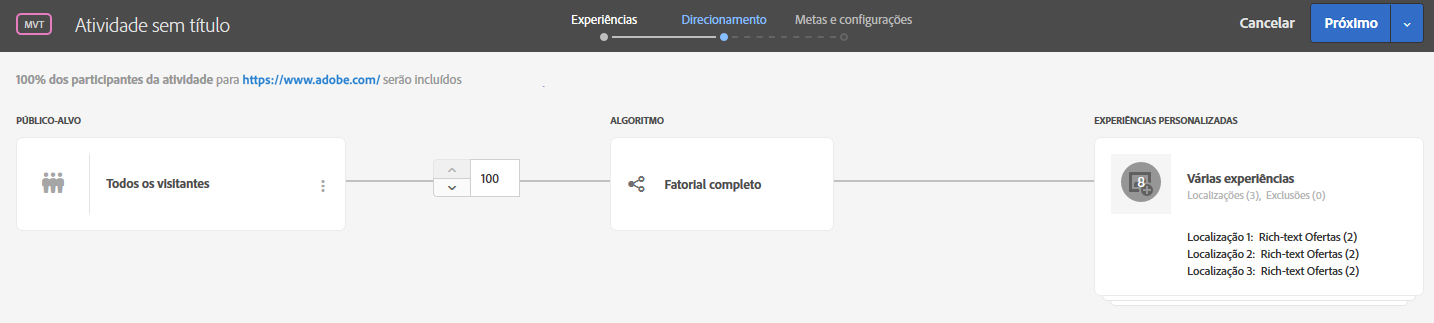 MVT
Atividade sem título
Experiências
Direcionamento
Metas e configurações
Cancelar
Próximo
100% dos participantes da atividade para https://www.adobe.com/ serão incluídos
PÚBLICO-ALVO
ALGORITMO
EXPERIÊNCIAS PERSONALIZADAS
Todos os visitantes
100
Fatorial completo
8
Várias experiências
Localizações (3), Exclusões (0)
Localização 1: Rich-text Ofertas (2)
Localização 2: Rich-text Ofertas (2)
Localização 3: Rich-text Ofertas (2)